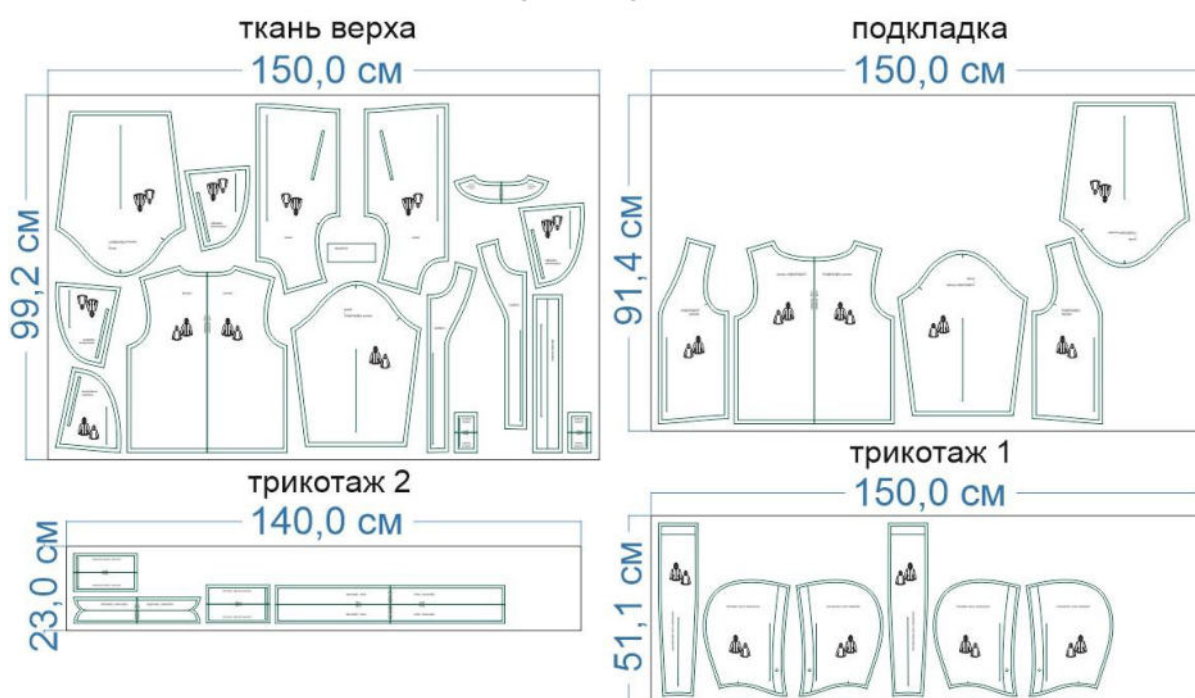 ткань верха
150,0 см
99,2 см
подкладка
150,0 см
91,4 см
трикотаж 2
140,0 см
23,0 см
трикотаж 1
150,0 см
51,1 см